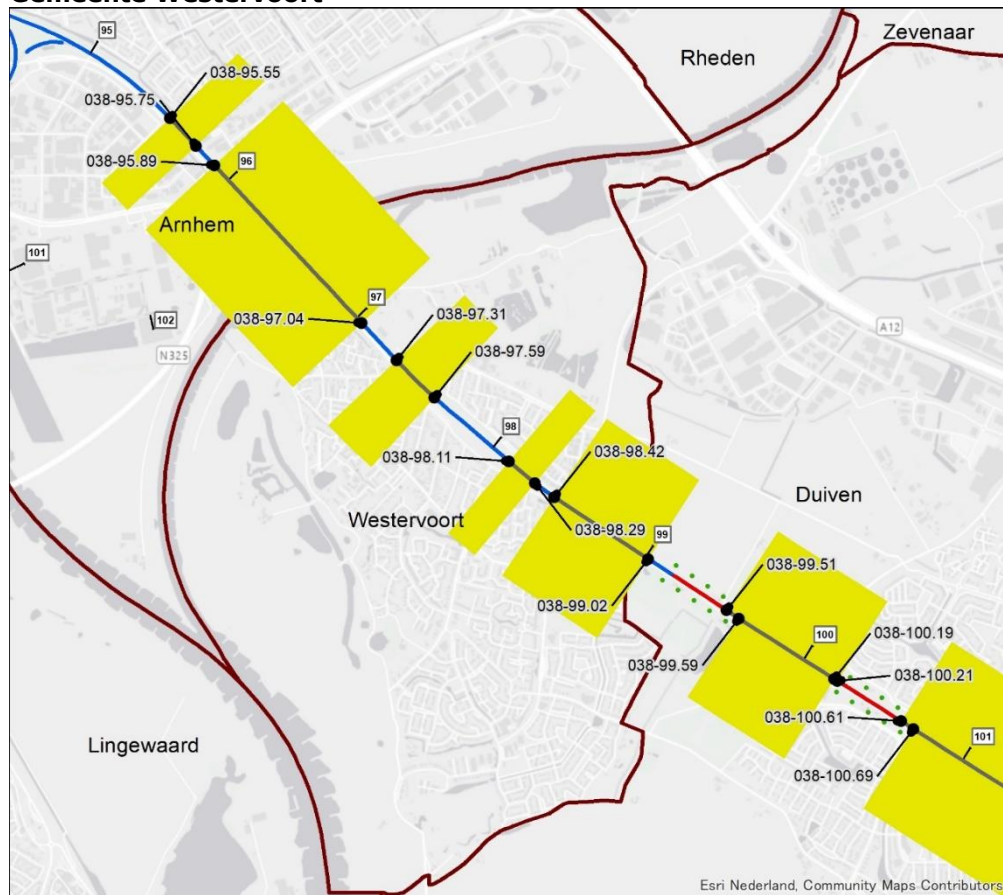 Gemeente Westervoort
95
Zevenaar
Rheden
038-95.55
038-95.75
038-95.89
96
Arnhem
101
102
N325
A12
038-97.04
97
038-97.31
038-97.59
98
038-98.11
038-98.42
Duiven
Westervoort
038-98.29
99
038-99.51
038-99.02
100
038-100.19
038-99.59
038-100.21
038-100.61
101
Lingewaard
038-100.69
Esri Nederland, Community Maps Contributors